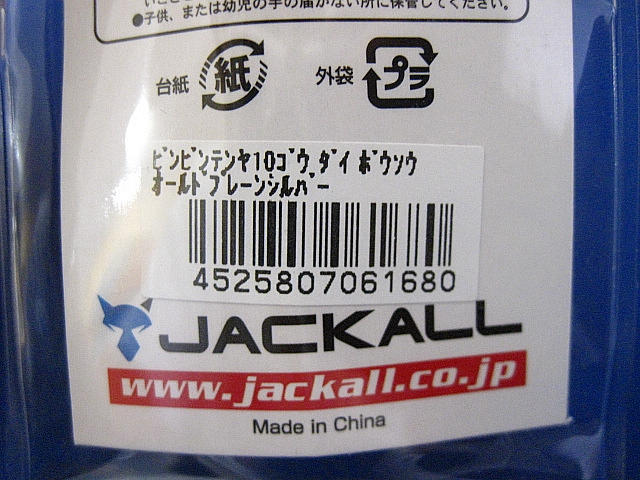 ●子供、または幼児の手の届かない所に保管してください。
台紙 紙 外袋 プラ
ﾋﾞﾝﾋﾞﾝﾃﾝﾔ10ｺﾞｳ ﾀﾞｲ ﾎﾞｳｿｳ
ｵｰﾙﾄﾞﾌﾟﾚｰﾝｼﾙﾊﾞｰ
4525807061680
JACKALL
www.jackall.co.jp
Made in China